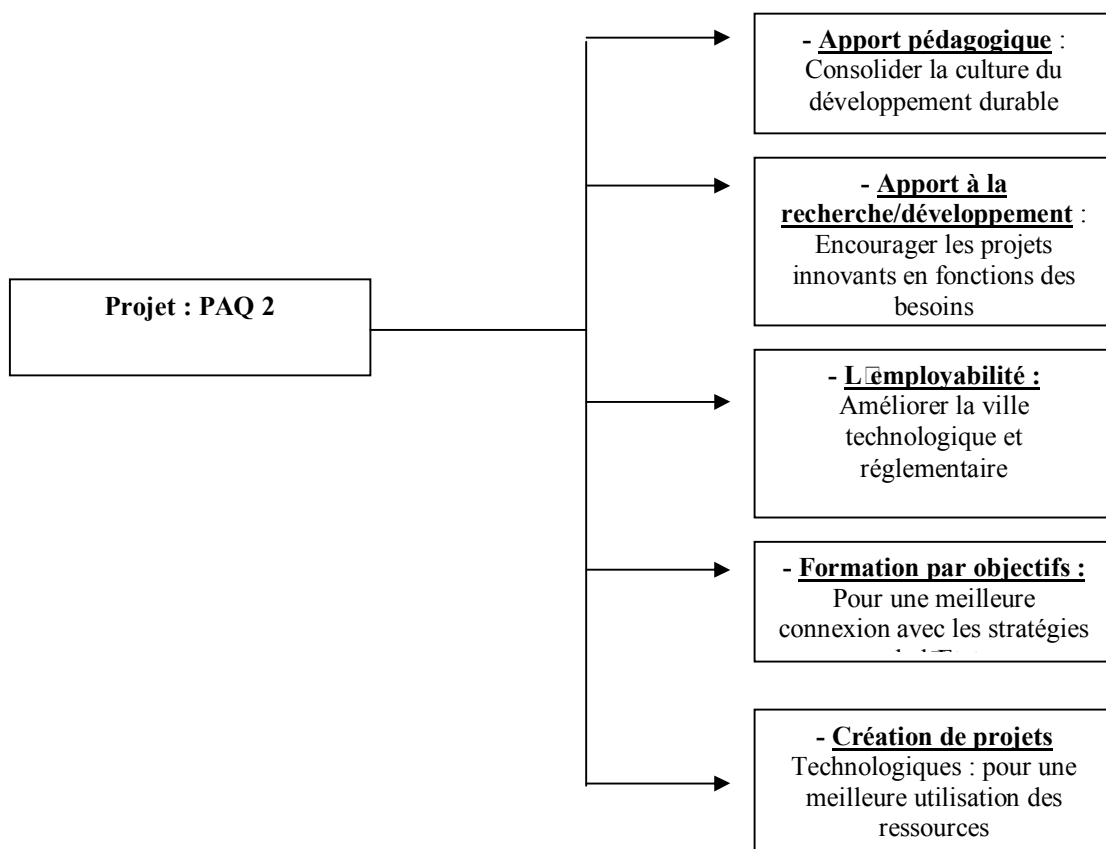 - Apport pédagogique :
Consolider la culture du
développement durable
- Apport à la
recherche/développement :
Encourager les projets
innovants en fonctions des
besoins
Projet : PAQ 2
- L employabilité :
Améliorer la ville
technologique et
réglementaire
- Formation par objectifs :
Pour une meilleure
connexion avec les stratégies
- Création de projets
Technologiques : pour une
meilleure utilisation des
ressources